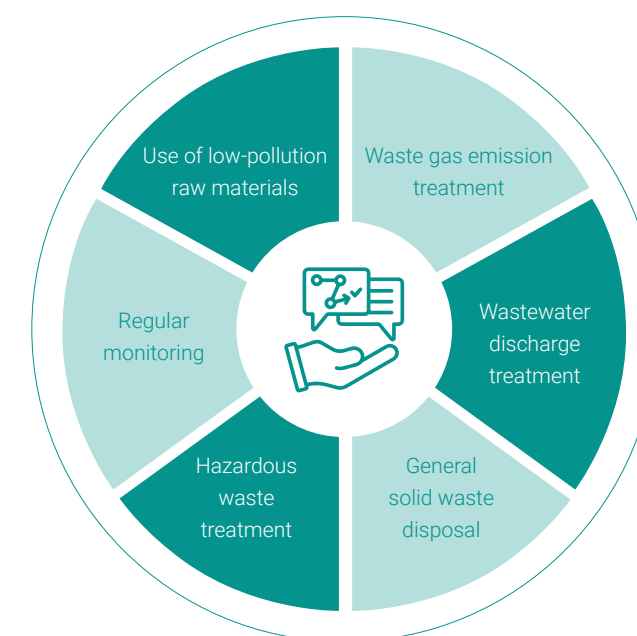 Use of low-pollution
raw materials
Waste gas emission
treatment
Wastewater
discharge
treatment
General
solid waste
disposal
Hazardous
waste
treatment
Regular
monitoring